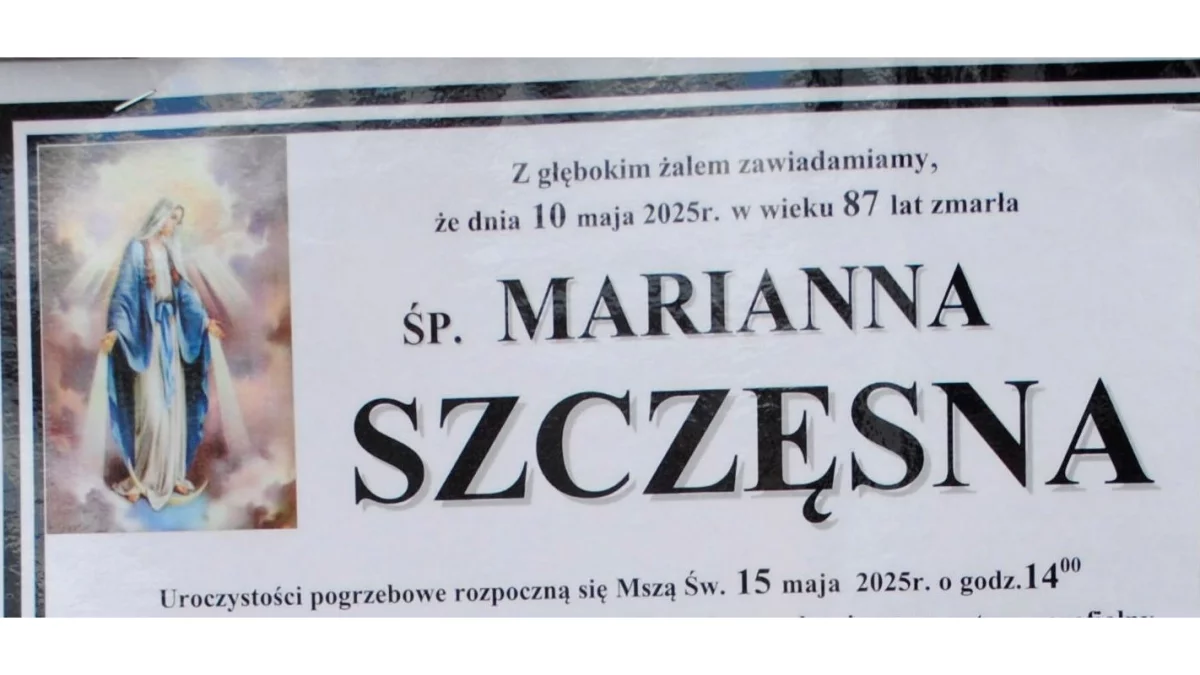 Z głębokim żalem zawiadamiamy,
że dnia 10 maja 2025r. w wieku 87 lat zmarła
ŚP. MARIANNA
SZCZĘSNA
Uroczystości pogrzebowe rozpoczną się Mszą Św. 15 maja 2025r. o godz.14⁰⁰